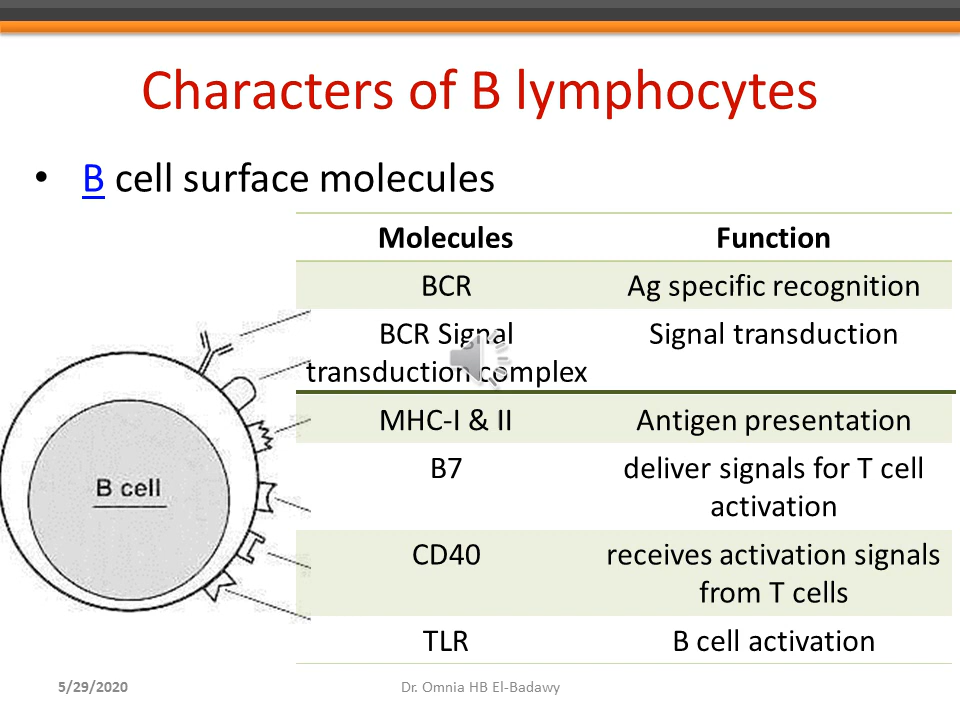 Characters of B lymphocytes
• B cell surface molecules
Molecules Function
BCR Ag specific recognition
BCR Signal Signal transduction
transduction complex
MHC-I & II Antigen presentation
B7 deliver signals for T cell
activation
CD40 receives activation signals
from T cells
TLR B cell activation
B cell
5/29/2020 Dr. Omnia HB El-Badawy